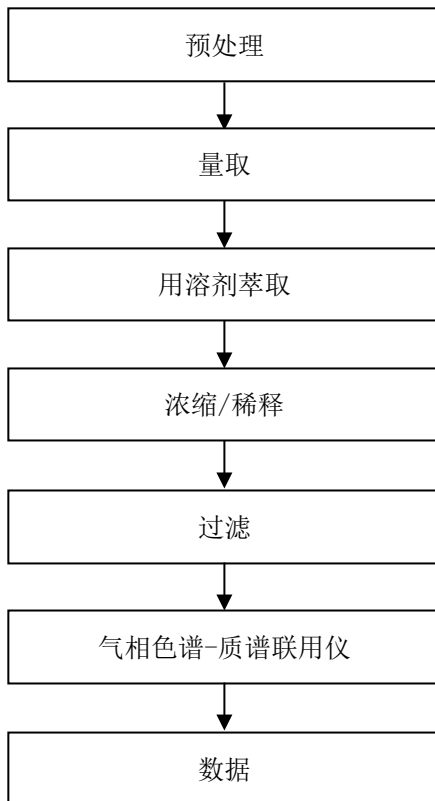 预处理
量取
用溶剂萃取
浓缩/稀释
过滤
气相色谱-质谱联用仪
数据